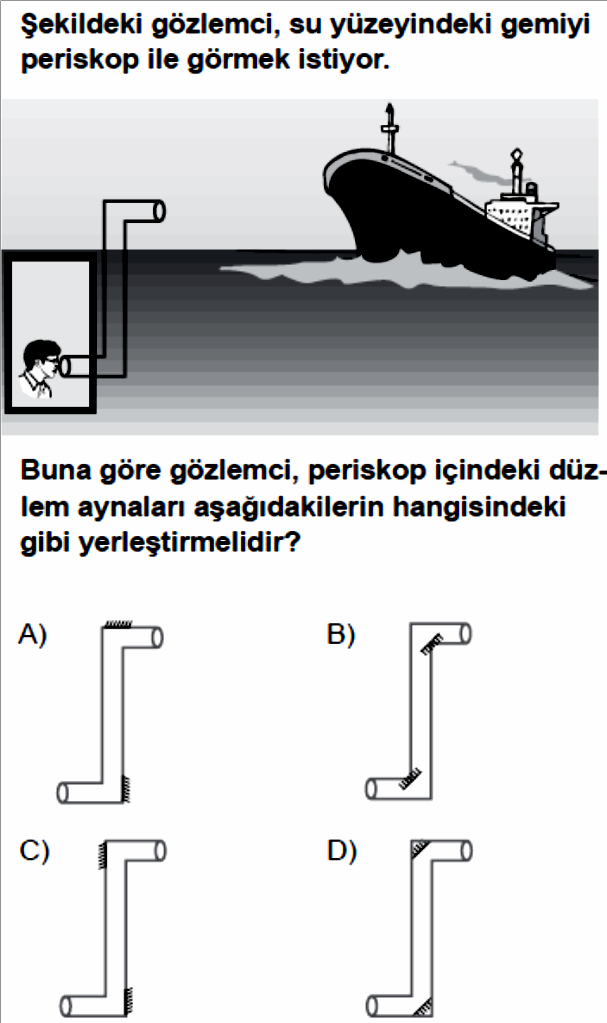 Şekildeki gözlemci, su yüzeyindeki gemiyi
periskop ile görmek istiyor.
Buna göre gözlemci, periskop içindeki düz-
lem aynaları aşağıdakilerin hangisindeki
gibi yerleştirmelidir?
A)
B)
C)
D)